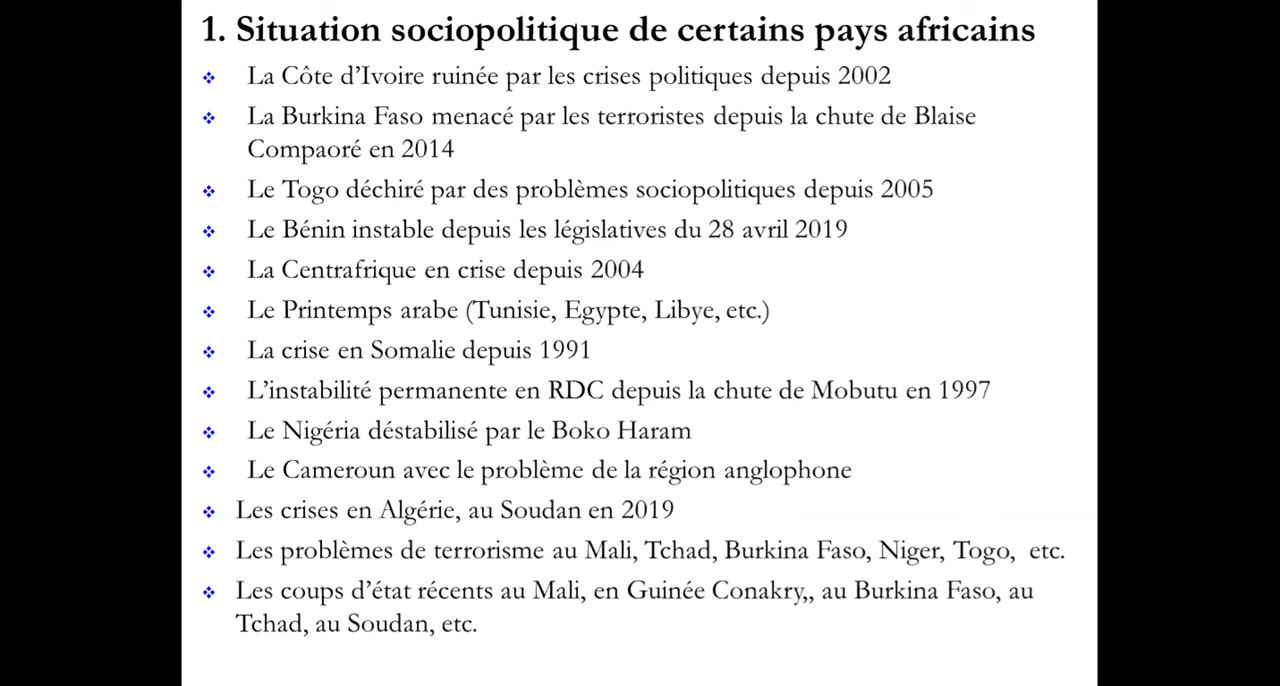 1. Situation sociopolitique de certains pays africains
❖ La Côte d’Ivoire ruinée par les crises politiques depuis 2002
❖ La Burkina Faso menacé par les terroristes depuis la chute de Blaise
Compaoré en 2014
❖ Le Togo déchiré par des problèmes sociopolitiques depuis 2005
❖ Le Bénin instable depuis les législatives du 28 avril 2019
❖ La Centrafrique en crise depuis 2004
❖ Le Printemps arabe (Tunisie, Egypte, Libye, etc.)
❖ La crise en Somalie depuis 1991
❖ L’instabilité permanente en RDC depuis la chute de Mobutu en 1997
❖ Le Nigéria déstabilisé par le Boko Haram
❖ Le Cameroun avec le problème de la région anglophone
❖ Les crises en Algérie, au Soudan en 2019
❖ Les problèmes de terrorisme au Mali, Tchad, Burkina Faso, Niger, Togo, etc.
❖ Les coups d’état récents au Mali, en Guinée Conakry,, au Burkina Faso, au
Tchad, au Soudan, etc.